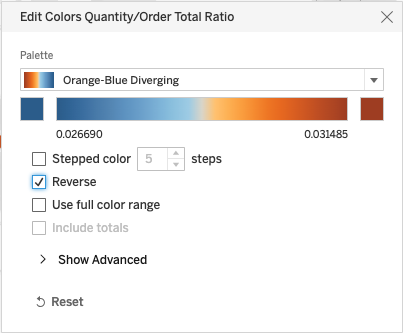 Edit Colors Quantity/Order Total Ratio
Palette
Orange-Blue Diverging
0.026690 0.031485
Stepped color 5 steps
Reverse
Use full color range
Include totals
Show Advanced
Reset